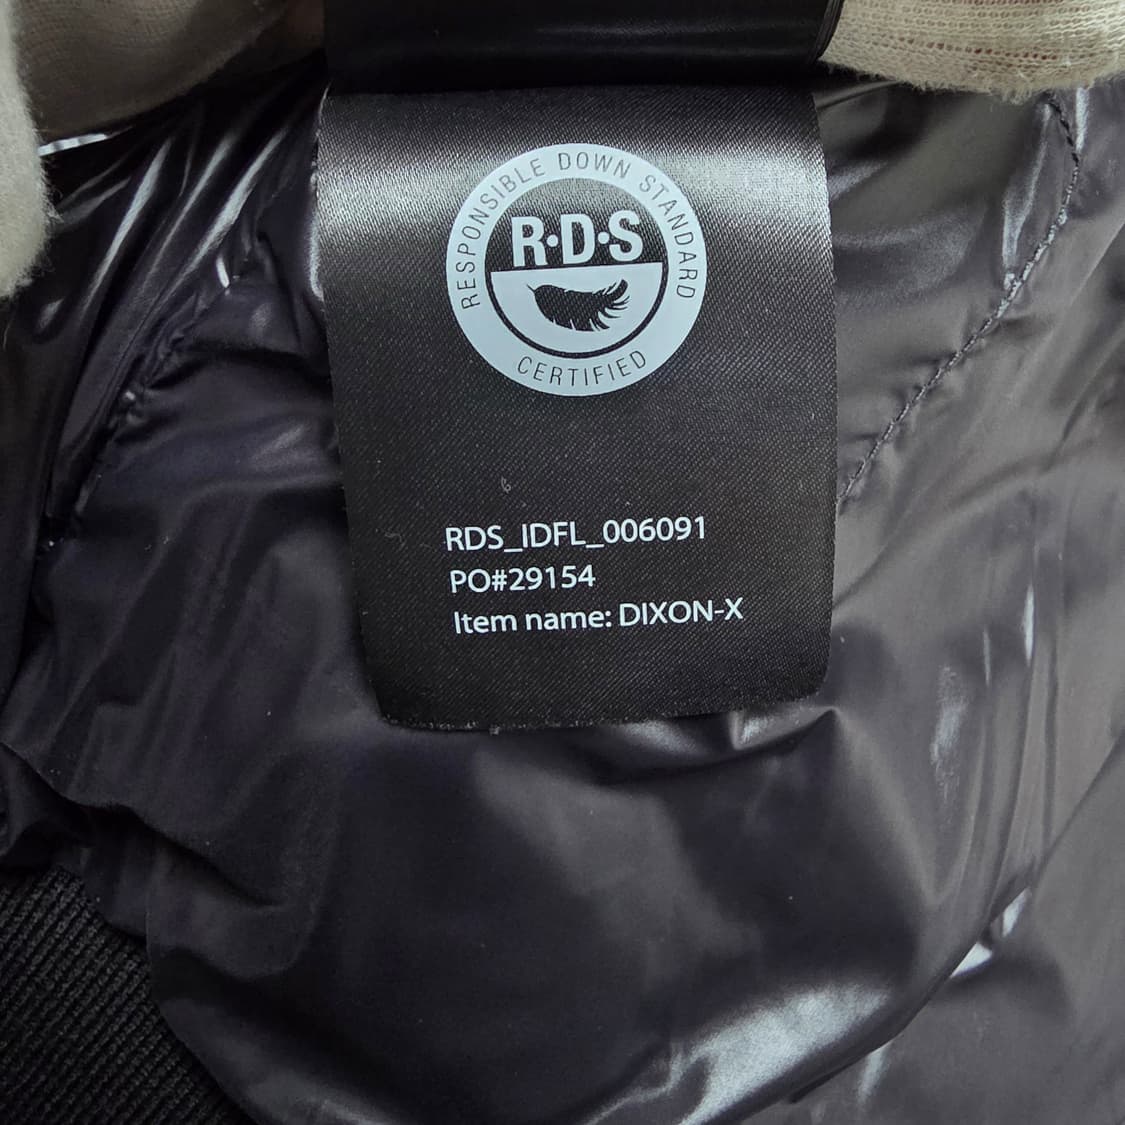 RESPONSIBLE DOWN STANDARD
R·D·S
CERTIFIED
RDS_IDFL_006091
PO#29154
Item name: DIXON-X